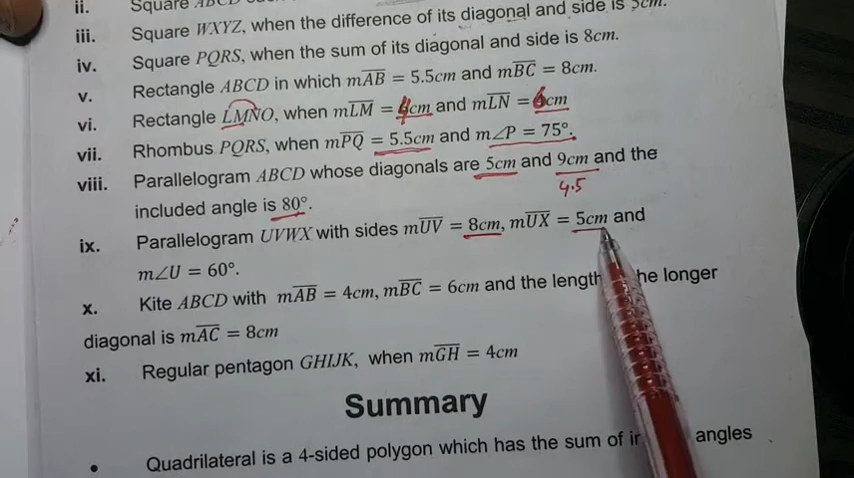 ii. Square ABCD
iii. Square WXYZ, when the difference of its diagonal and side is 3cm.
iv. Square PQRS, when the sum of its diagonal and side is 8cm.
v. Rectangle ABCD in which mAB = 5.5cm and mBC = 8cm.
vi. Rectangle LMNO, when mLM = 4cm and mLN = 6cm
vii. Rhombus PQRS, when mPQ = 5.5cm and m∠P = 75°.
viii. Parallelogram ABCD whose diagonals are 5cm and 9cm and the
4.5
included angle is 80°.
ix. Parallelogram UVWX with sides mUV = 8cm, mUX = 5cm and
m∠U = 60°.
x. Kite ABCD with mAB = 4cm, mBC = 6cm and the length he longer
diagonal is mAC = 8cm
xi. Regular pentagon GHIJK, when mGH = 4cm
Summary
• Quadrilateral is a 4-sided polygon which has the sum of angles